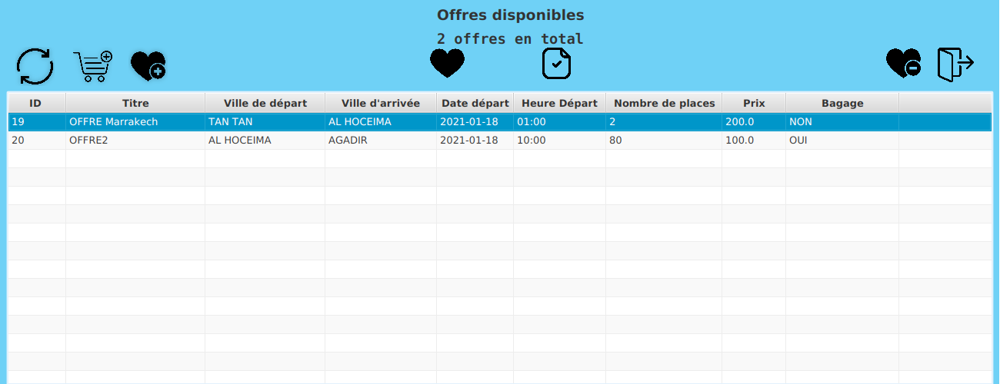 Offres disponibles
2 offres en total
ID Titre Ville de départ Ville d'arrivée Date départ Heure Départ Nombre de places Prix Bagage
19 OFFRE Marrakech TAN TAN AL HOCEIMA 2021-01-18 01:00 2 200.0 NON
20 OFFRE2 AL HOCEIMA AGADIR 2021-01-18 10:00 80 100.0 OUI